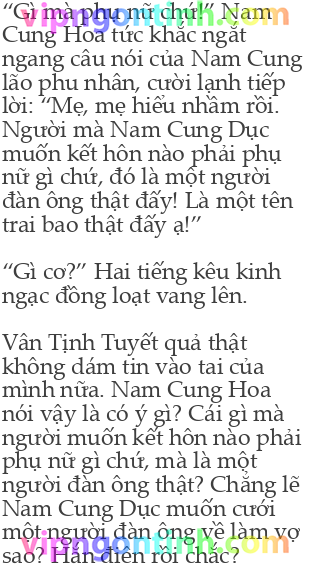 “Gì mà phụ nữ chứ!” Nam
Cung Hoa tức khắc ngắt
ngang câu nói của Nam Cung
lão phu nhân, cười lạnh tiếp
lời: “Mẹ, mẹ hiểu nhầm rồi.
Người mà Nam Cung Dục
muốn kết hôn nào phải phụ
nữ gì chứ, đó là một người
đàn ông thật đấy! Là một tên
trai bao thật đấy ạ!”
“Gì cơ?” Hai tiếng kêu kinh
ngạc đồng loạt vang lên.
Vân Tịnh Tuyết quả thật
không dám tin vào tai của
mình nữa. Nam Cung Hoa
nói vậy là có ý gì? Cái gì mà
người muốn kết hôn nào phải
phụ nữ gì chứ, mà là một
người đàn ông thật? Chẳng lẽ
Nam Cung Dục muốn cưới
một người đàn ông về làm vợ
sao? Hắn điên rồi chắc?
vipngontinh.com
vipngontinh.com